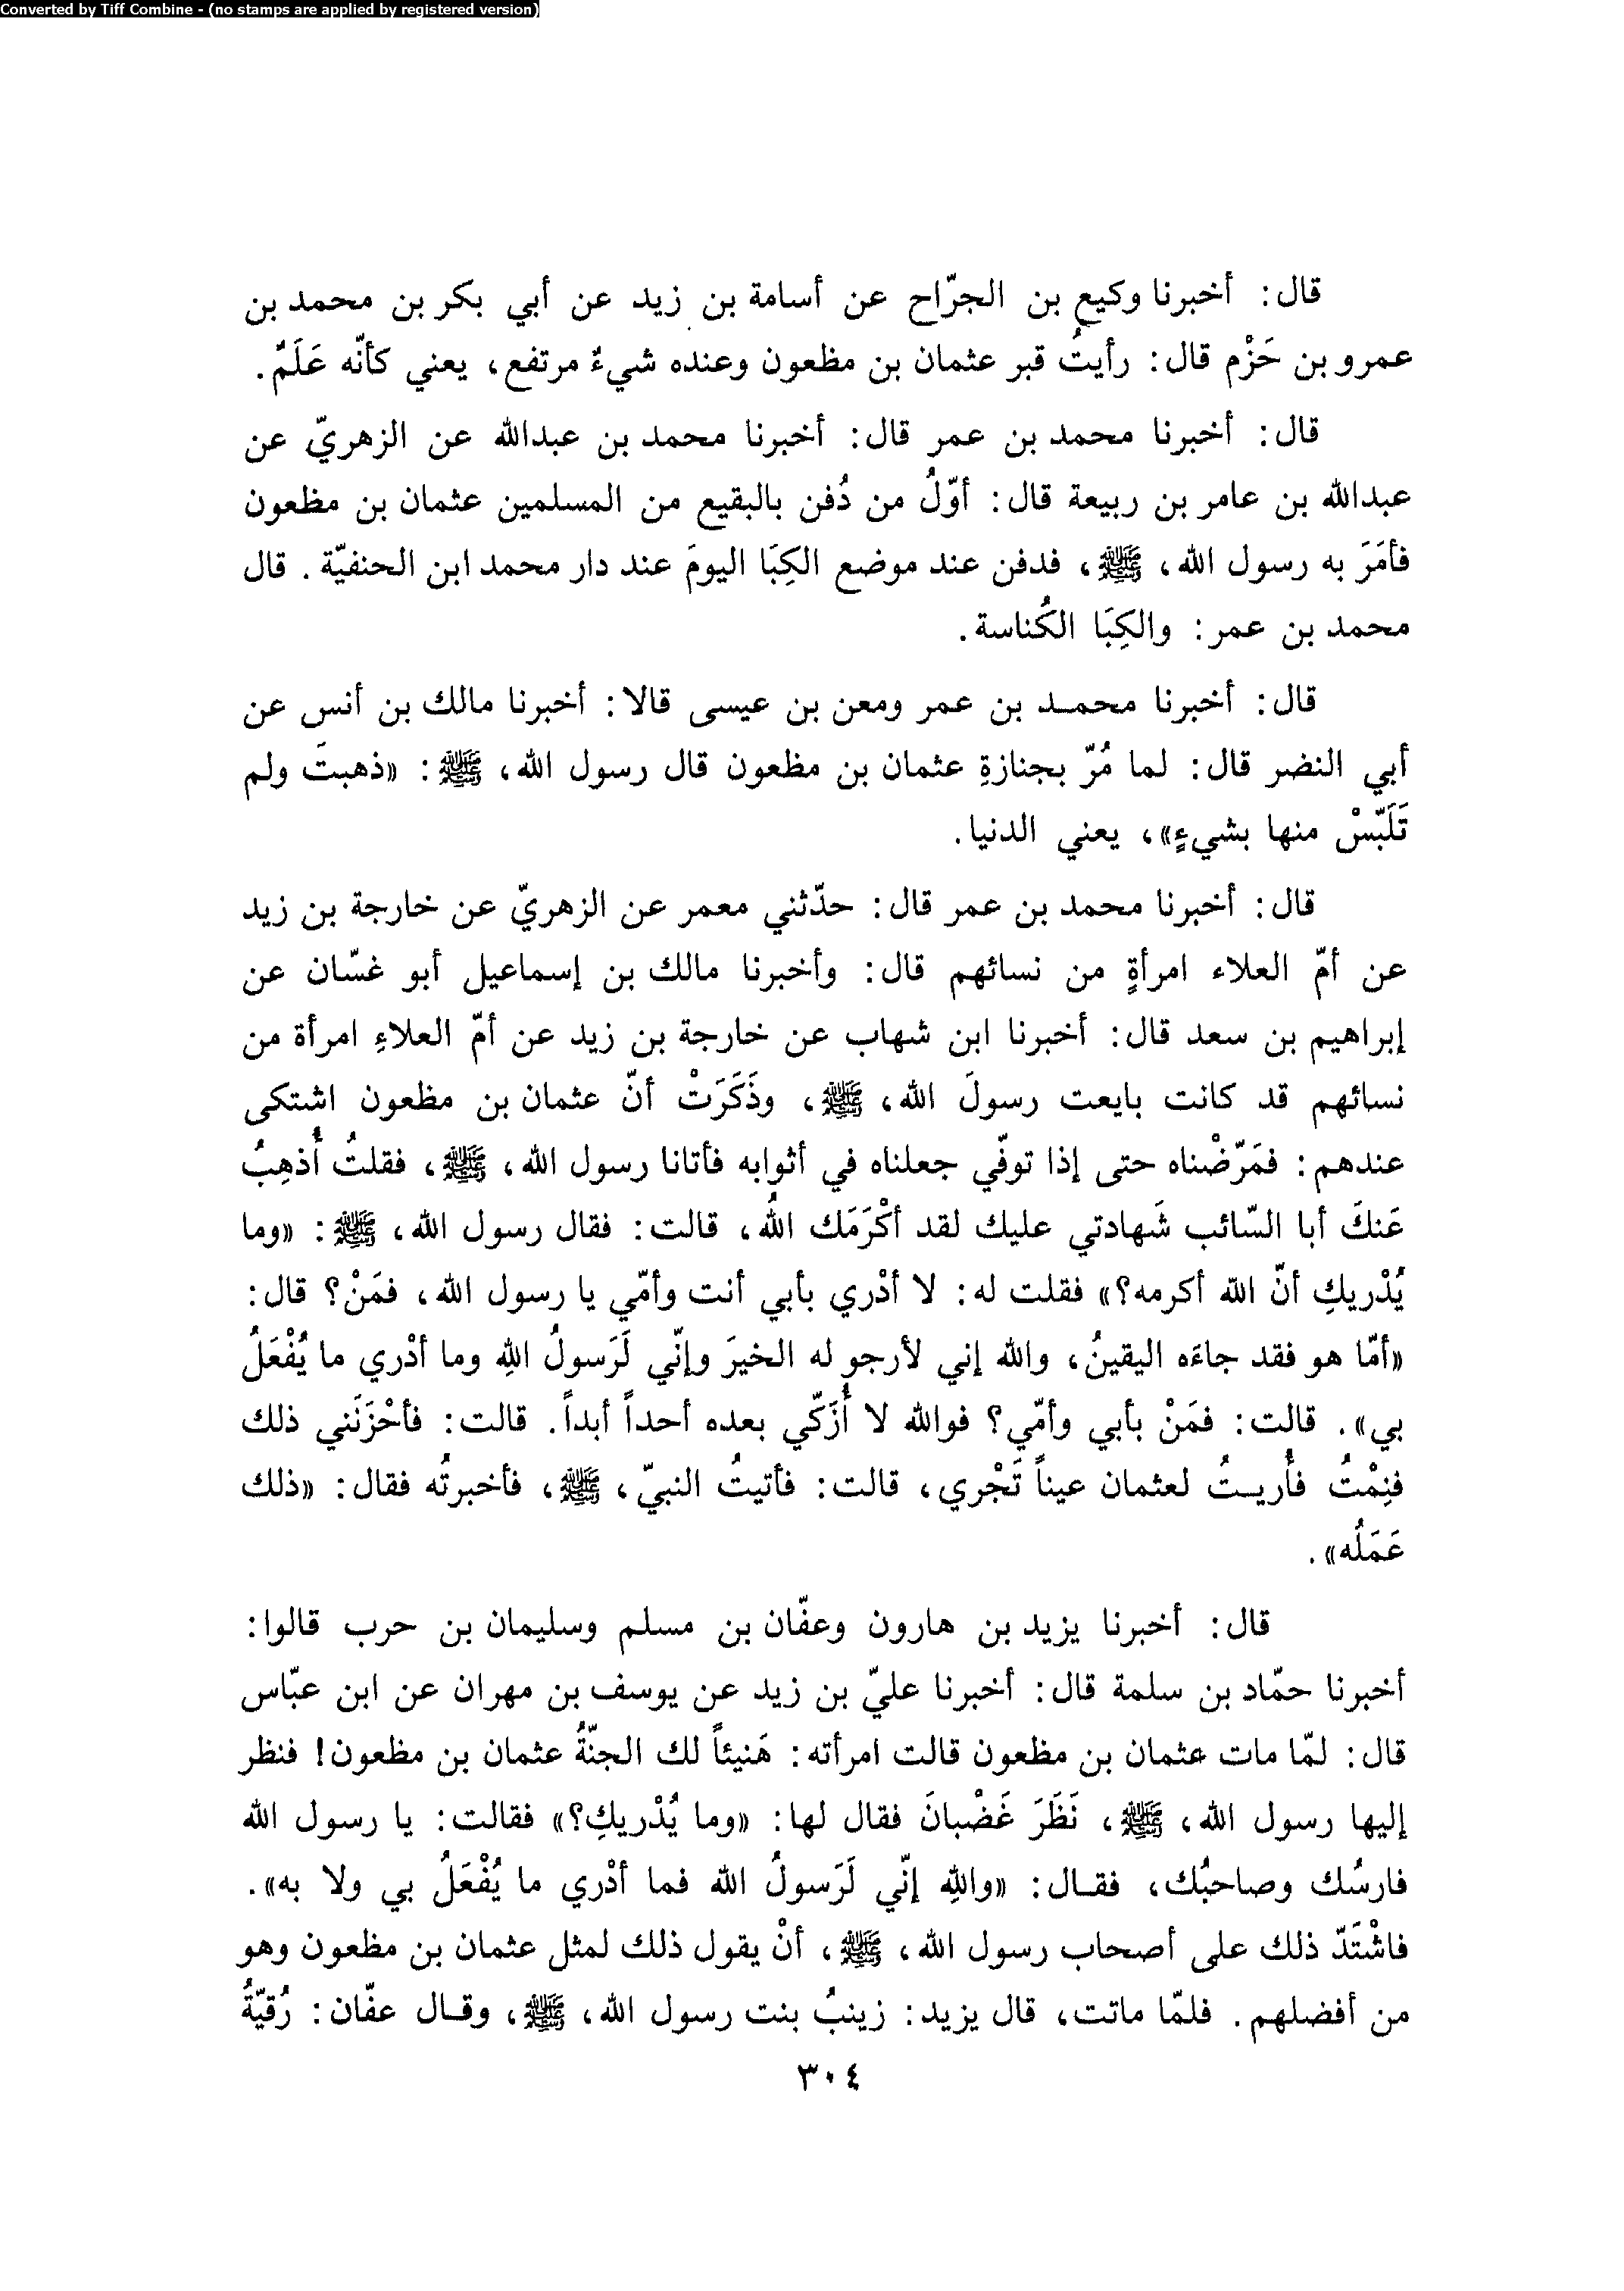 Converted by Tiff Combine - (no stamps are applied by registered version)
قال: أخبرنا وكيع بن الجرّاح عن أسامة بن زيد عن أبي بكر بن محمد بن
عمرو بن حَزْم قال: رأيتُ قبر عثمان بن مظعون وعنده شيءٌ مرتفع، يعني كأنّه عَلَمٌ.
قال: أخبرنا محمد بن عمر قال: أخبرنا محمد بن عبدالله عن الزهريّ عن
عبدالله بن عامر بن ربيعة قال: أوّلُ من دُفن بالبقيع من المسلمين عثمان بن مظعون
فأمَرَ به رسول الله، ﷺ، فدفن عند موضع الكِبَا اليومَ عند دار محمد ابن الحنفيّة. قال
محمد بن عمر: والكِبَا الكُناسة.
قال: أخبرنا محمـد بن عمر ومعن بن عيسى قالا: أخبرنا مالك بن أنس عن
أبي النضر قال: لما مُرّ بجنازةِ عثمان بن مظعون قال رسول الله، ﷺ: «ذهبتَ ولم
تَلَبّسْ منها بشيءٍ»، يعني الدنيا.
قال: أخبرنا محمد بن عمر قال: حدّثني معمر عن الزهريّ عن خارجة بن زيد
عن أمّ العلاء امرأةٍ من نسائهم قال: وأخبرنا مالك بن إسماعيل أبو غسّان عن
إبراهيم بن سعد قال: أخبرنا ابن شهاب عن خارجة بن زيد عن أمّ العلاءِ امرأة من
نسائهم قد كانت بايعت رسولَ الله، ﷺ، وذَكَرَتْ أنّ عثمان بن مظعون اشتكى
عندهم: فمَرّضْناه حتى إذا توفّي جعلناه في أثوابه فأتانا رسول الله، ﷺ، فقلتُ أُذهِبُ
عَنكَ أبا السّائب شَهادتي عليك لقد أكْرَمَك اللهُ، قالت: فقال رسول الله، ﷺ: «وما
يُدْريكِ أنّ الله أكرمه؟» فقلت له: لا أدْري بأبي أنت وأمّي يا رسول الله، فمَنْ؟ قال:
«أمّا هو فقد جاءَه اليقينُ، والله إني لأرجو له الخيرَ وإنّي لَرَسولُ اللهِ وما أدْري ما يُفْعَلُ
بي». قالت: فمَنْ بأبي وأمّي؟ فوالله لا أُزَكّي بعده أحداً أبداً. قالت: فأحْزَنَني ذلك
فنِمْتُ فأُريـتُ لعثمان عيناً تَجْري، قالت: فأتيتُ النبيّ، ﷺ، فأخبرتُه فقال: «ذلك
عَمَلُه».
قال: أخبرنا يزيد بن هارون وعفّان بن مسلم وسليمان بن حرب قالوا:
أخبرنا حمّاد بن سلمة قال: أخبرنا عليّ بن زيد عن يوسف بن مهران عن ابن عبّاس
قال: لمّا مات عثمان بن مظعون قالت امرأته: هَنيئاً لك الجنّةُ عثمان بن مظعون! فنظر
إليها رسول الله، ﷺ، نَظَرَ غَضْبانَ فقال لها: «وما يُدْريكِ؟» فقالت: يا رسول الله
فارسُك وصاحبُك، فقـال: «واللهِ إنّي لَرَسولُ الله فما أدْري ما يُفْعَلُ بي ولا به».
فاشْتَدّ ذلك على أصحاب رسول الله، ﷺ، أنْ يقول ذلك لمثل عثمان بن مظعون وهو
من أفضلهم. فلمّا ماتت، قال يزيد: زينبُ بنت رسول الله، ﷺ، وقـال عفّان: رُقيّةُ
٣٠٤